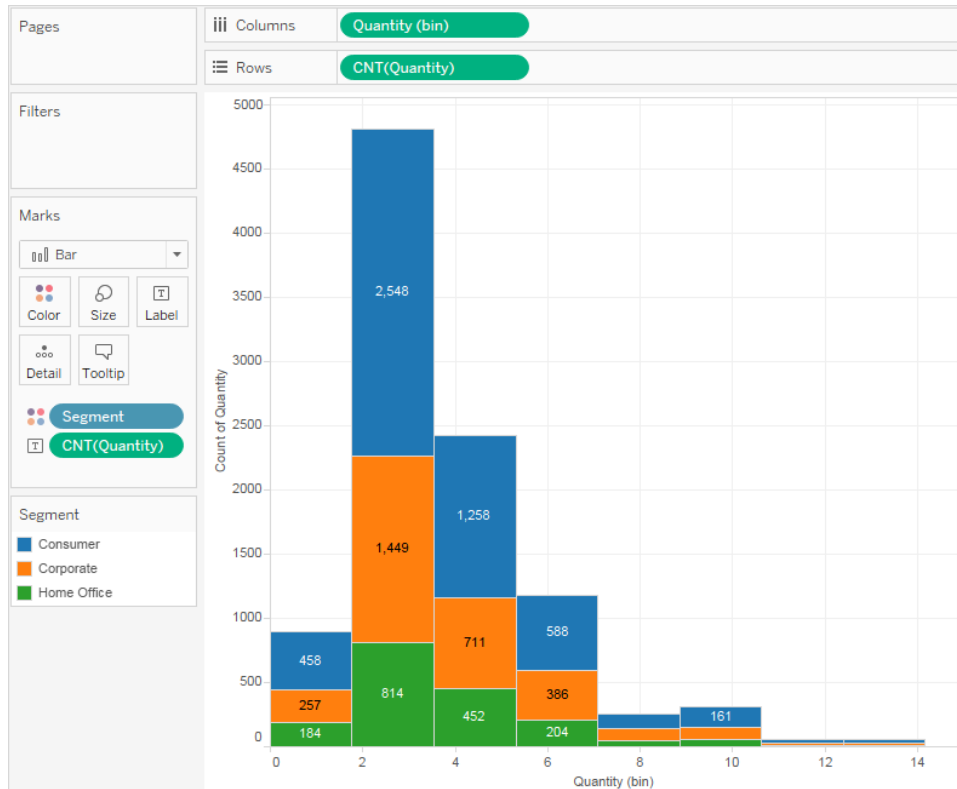 Pages
Columns
Quantity (bin)
Rows
CNT(Quantity)
Filters
Marks
Bar
Color
Size
Label
Detail
Tooltip
Segment
CNT(Quantity)
Segment
Consumer
Corporate
Home Office
5000
4500
4000
3500
3000
2500
2000
1500
1000
500
0
Count of Quantity
2,548
1,258
1,449
711
588
458
386
161
257
814
452
204
184
0
2
4
6
8
10
12
14
Quantity (bin)